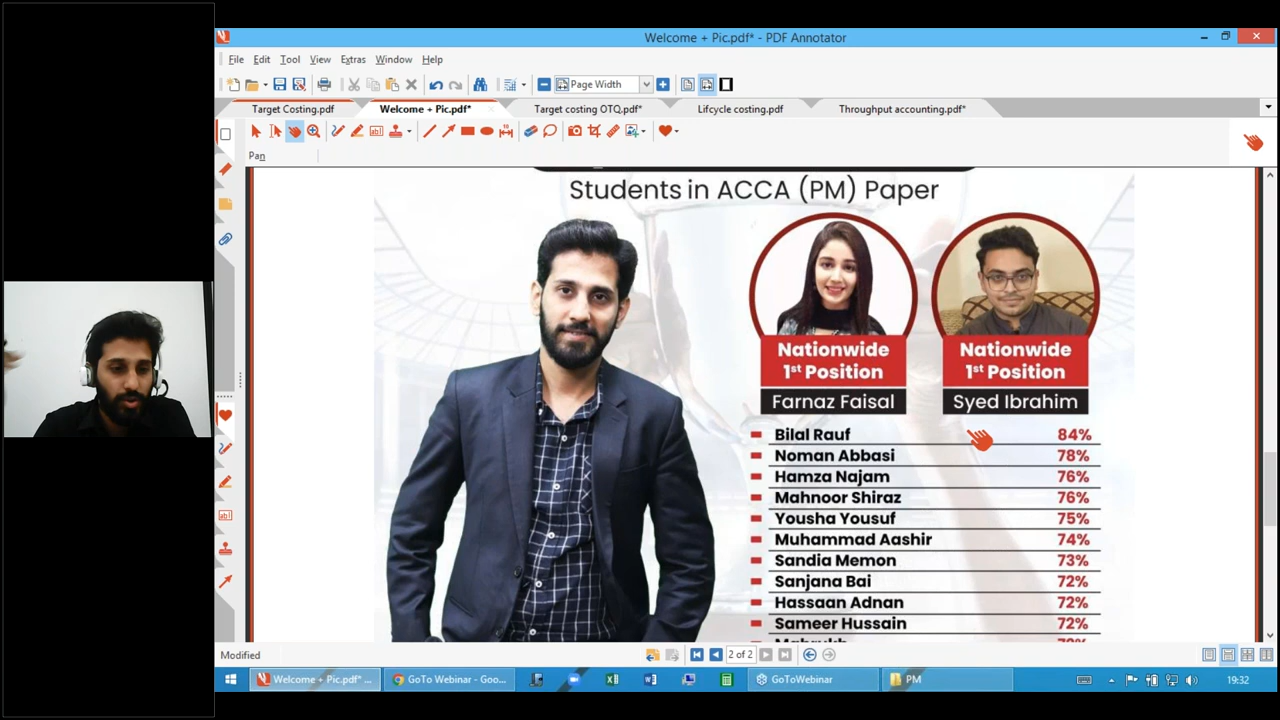 Welcome + Pic.pdf* - PDF Annotator
File Edit Tool View Extras Window Help
Page Width
Target Costing.pdf Welcome + Pic.pdf* Target costing OTQ.pdf* Lifcycle costing.pdf Throughput accounting.pdf*
Pan
Students in ACCA (PM) Paper
Nationwide
1st Position
Farnaz Faisal
Nationwide
1st Position
Syed Ibrahim
Bilal Rauf 84%
Noman Abbasi 78%
Hamza Najam 76%
Mahnoor Shiraz 76%
Yousha Yousuf 75%
Muhammad Aashir 74%
Sandia Memon 73%
Sanjana Bai 72%
Hassaan Adnan 72%
Sameer Hussain 72%
Modified
2 of 2
Welcome + Pic.pdf* ... GoTo Webinar - Goo... GoToWebinar PM
19:32